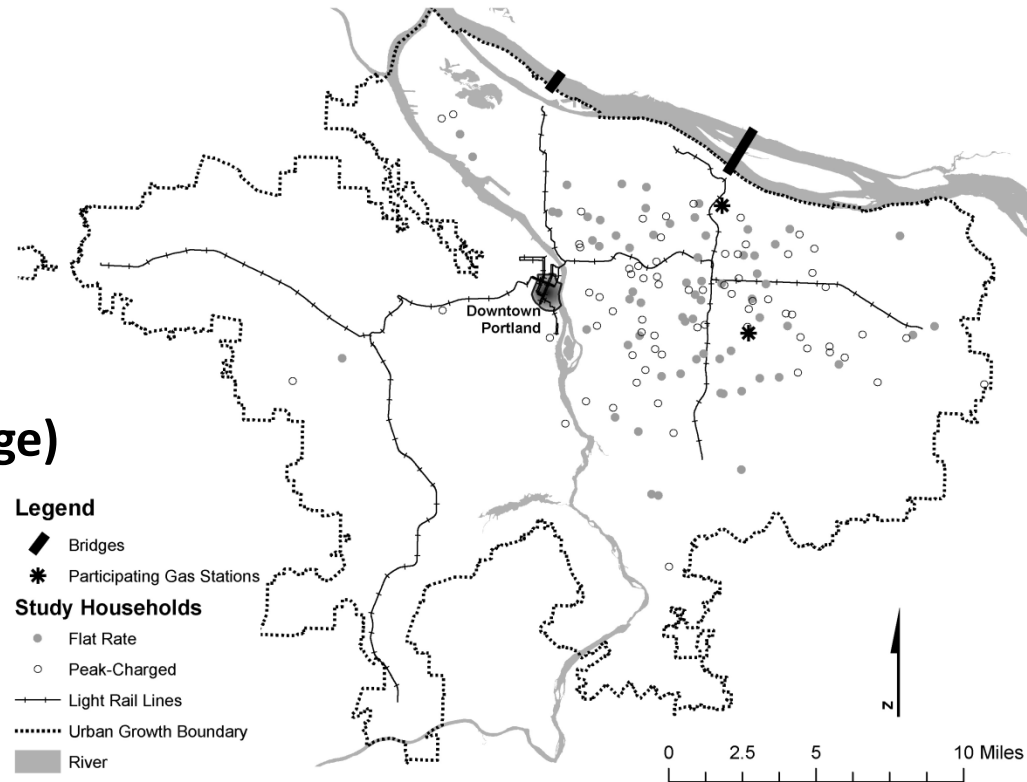 Downtown
Portland
ge)
Legend
Bridges
Participating Gas Stations
Study Households
Flat Rate
Peak-Charged
Light Rail Lines
Urban Growth Boundary
River
N
0 2.5 5 10 Miles